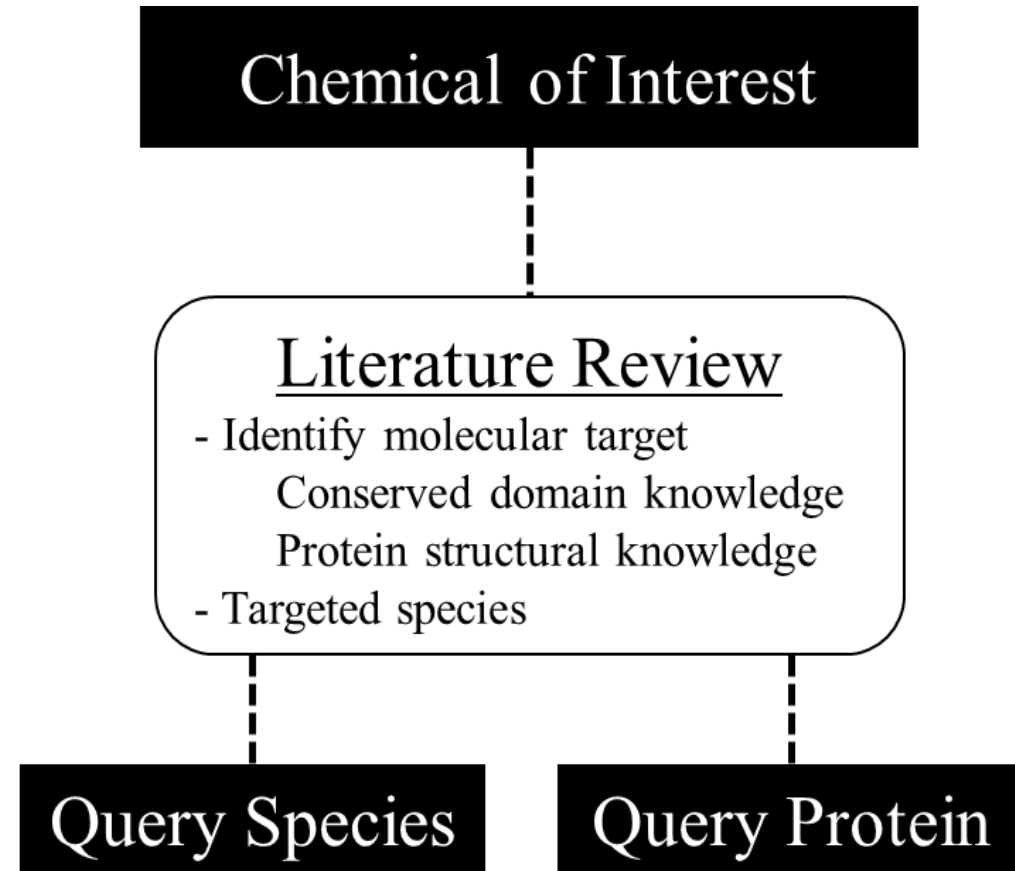 Chemical of Interest
Literature Review
- Identify molecular target
Conserved domain knowledge
Protein structural knowledge
- Targeted species
Query Species
Query Protein